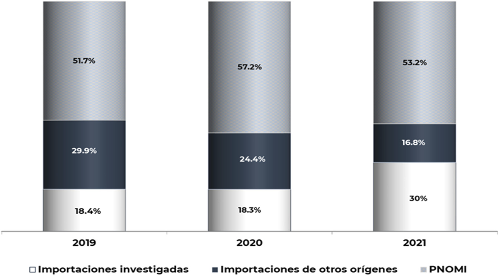 51.7% 57.2% 53.2%
29.9% 24.4% 16.8%
18.4% 18.3% 30%
2019 2020 2021
Importaciones investigadas Importaciones de otros orígenes PNOMI